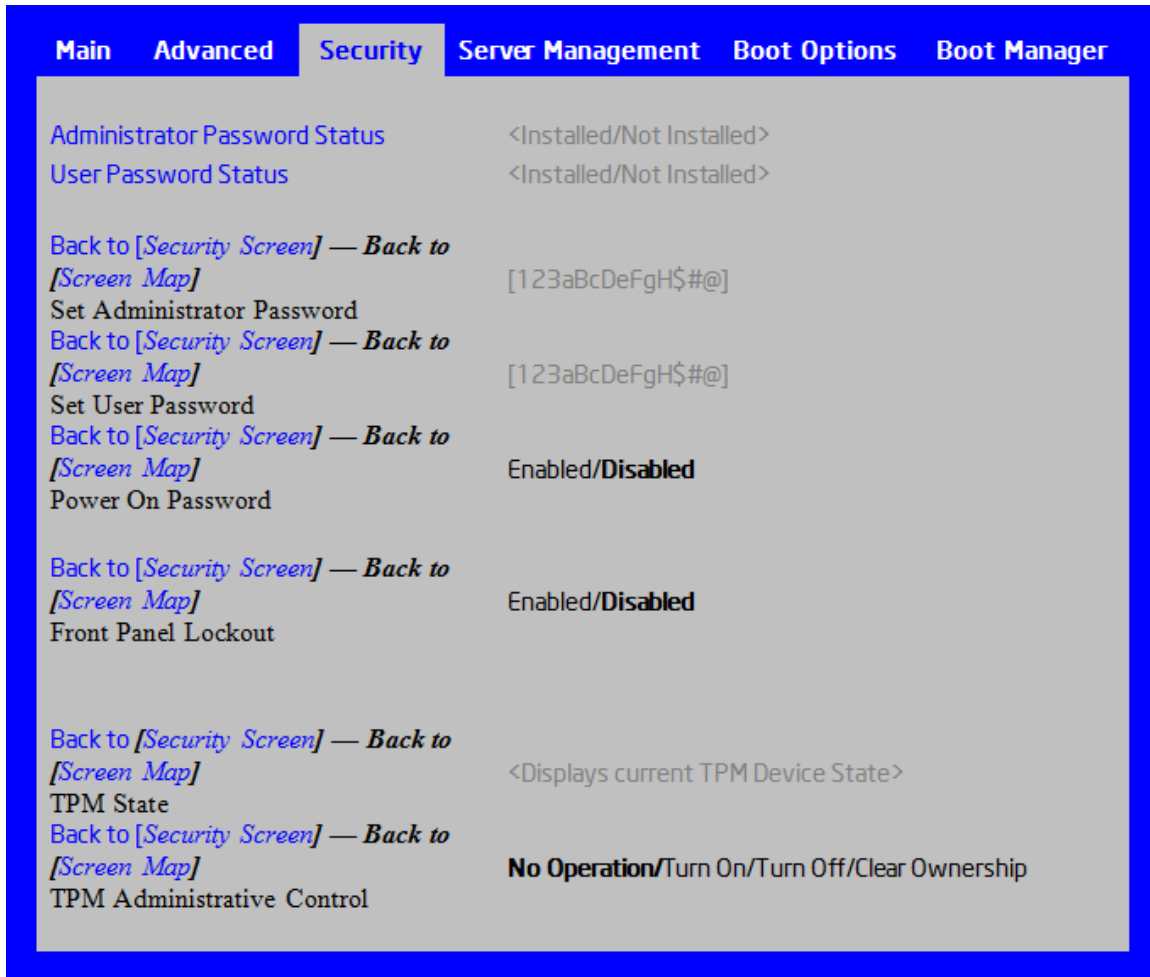 Main Advanced Security Server Management Boot Options Boot Manager
Administrator Password Status <Installed/Not Installed>
User Password Status <Installed/Not Installed>
Back to [Security Screen] — Back to
[Screen Map] [123aBcDeFgH$#@]
Set Administrator Password
Back to [Security Screen] — Back to
[Screen Map] [123aBcDeFgH$#@]
Set User Password
Back to [Security Screen] — Back to
[Screen Map] Enabled/Disabled
Power On Password
Back to [Security Screen] — Back to
[Screen Map] Enabled/Disabled
Front Panel Lockout
Back to [Security Screen] — Back to
[Screen Map] <Displays current TPM Device State>
TPM State
Back to [Security Screen] — Back to
[Screen Map] No Operation/Turn On/Turn Off/Clear Ownership
TPM Administrative Control